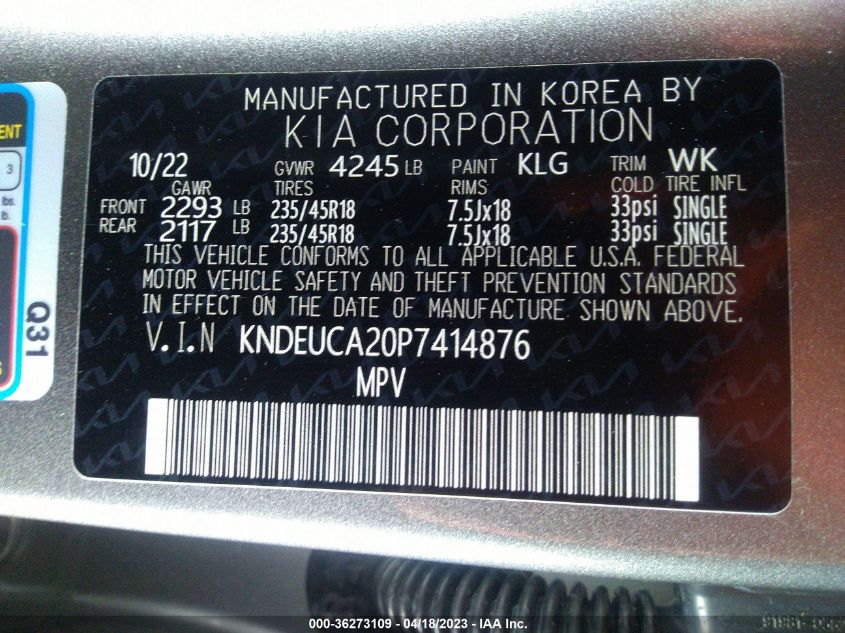 MANUFACTURED IN KOREA BY
KIA CORPORATION
10/22 GVWR 4245 LB PAINT KLG TRIM WK
GAWR TIRES RIMS COLD TIRE INFL
FRONT 2293 LB 235/45R18 7.5Jx18 33psi SINGLE
REAR 2117 LB 235/45R18 7.5Jx18 33psi SINGLE
THIS VEHICLE CONFORMS TO ALL APPLICABLE U.S.A. FEDERAL
MOTOR VEHICLE SAFETY AND THEFT PREVENTION STANDARDS
IN EFFECT ON THE DATE OF MANUFACTURE SHOWN ABOVE.
V.I.N KNDEUCA20P7414876
MPV
3
lbs.
lb.
Q31
000-36273109 - 04/18/2023 - IAA Inc.